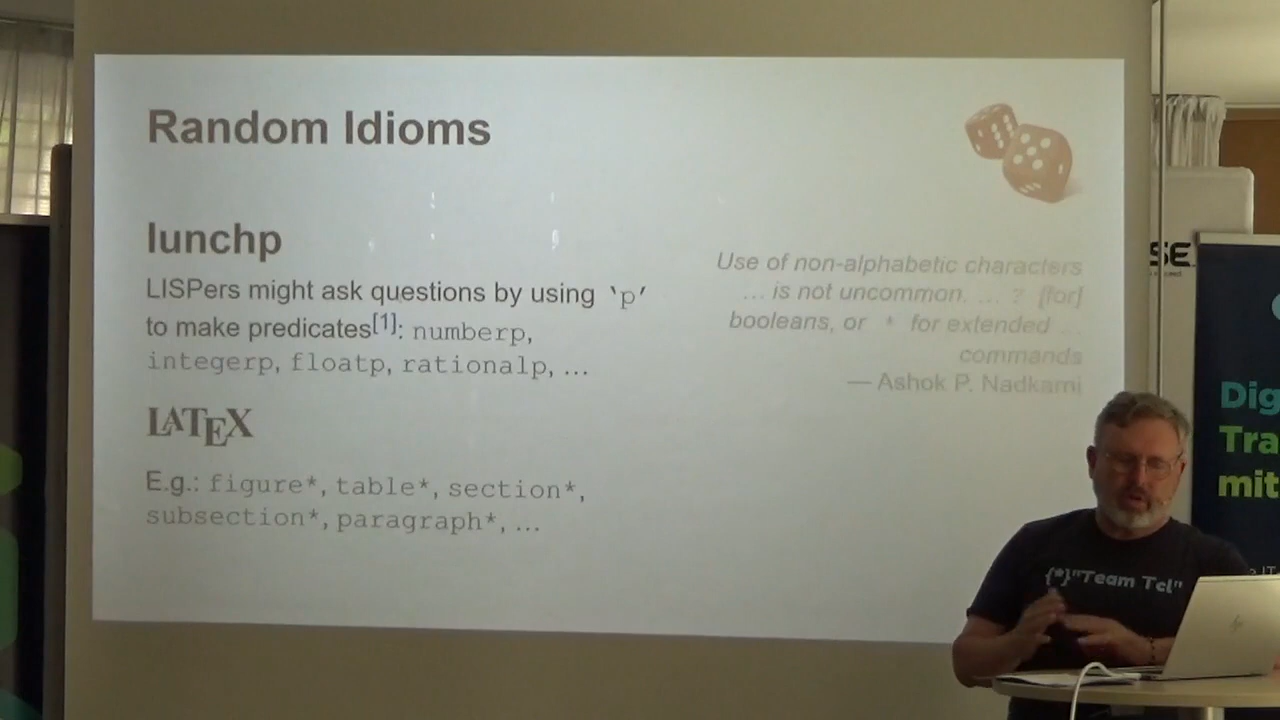 Random Idioms
lunchp
LISPers might ask questions by using ‘p’
to make predicates[1]: numberp,
integerp, floatp, rationalp, …
LATEX
E.g.: figure*, table*, section*,
subsection*, paragraph*, …
Use of non-alphabetic characters
… is not uncommon. … ? [for]
booleans, or * for extended …
commands
— Ashok P. Nadkarni
{*}"Team Tcl"
SE
Dig
Tra
mit
hp